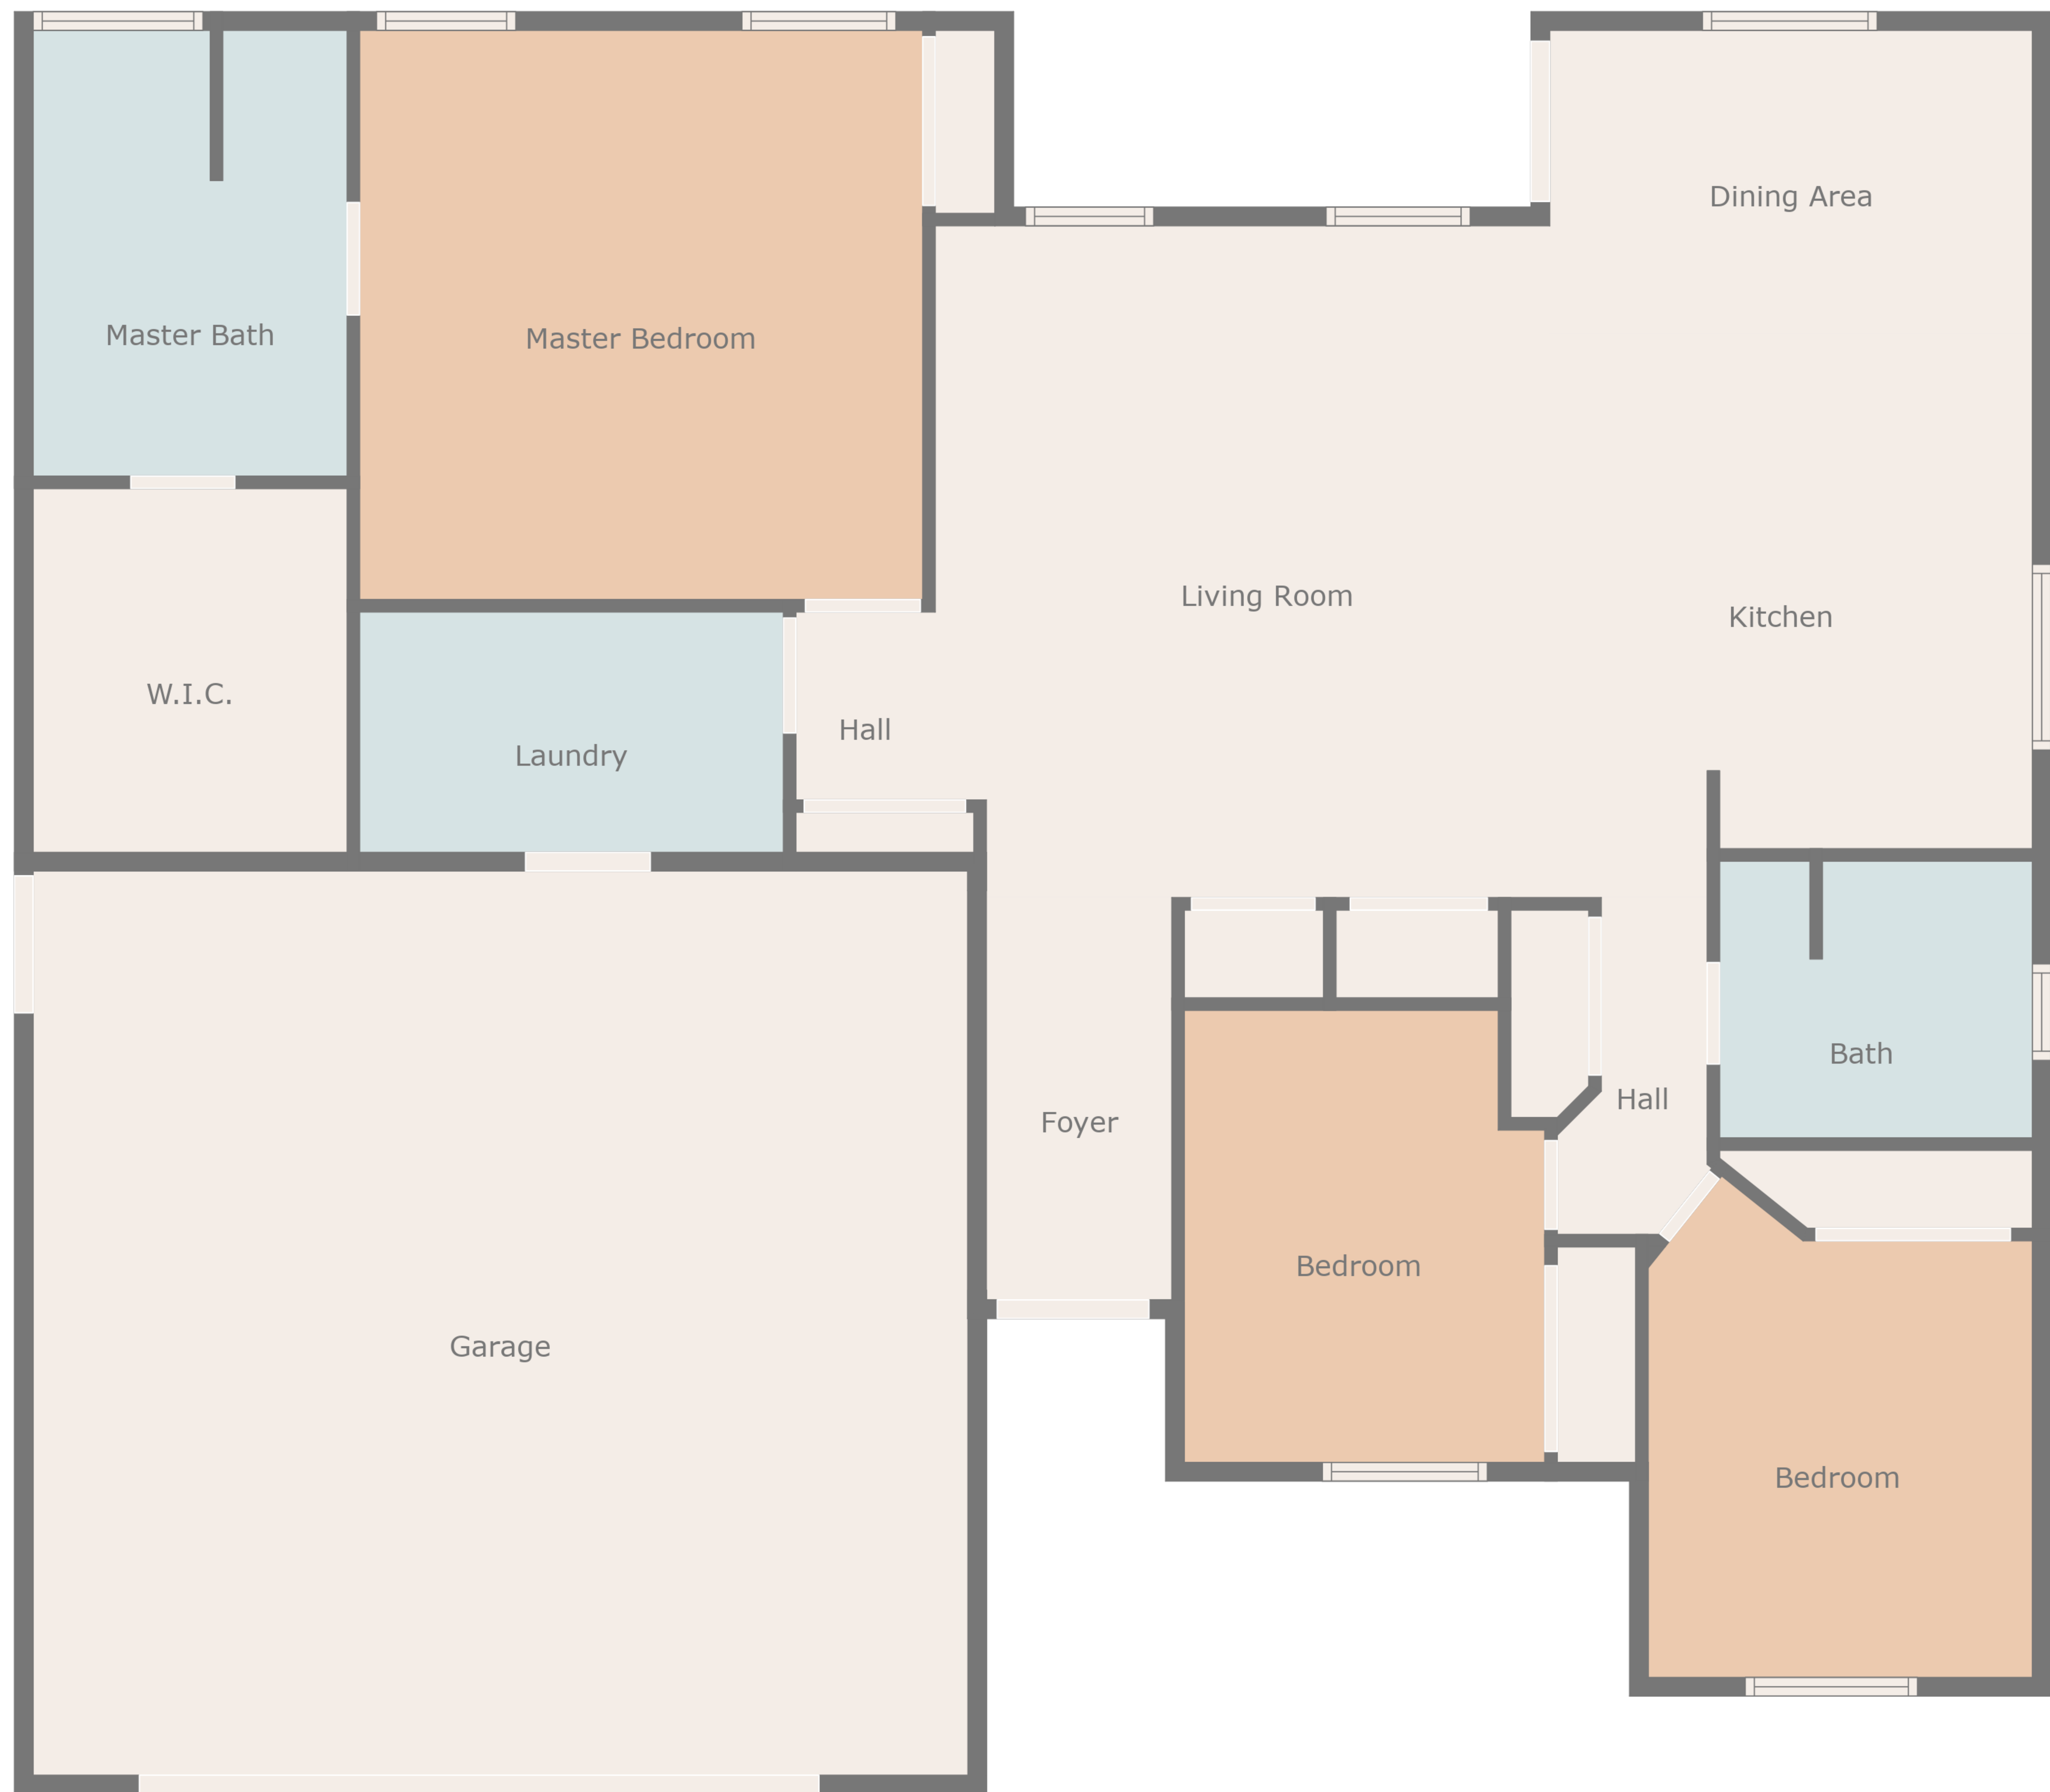 Dining Area
Master Bath
Master Bedroom
Living Room
Kitchen
W.I.C.
Hall
Laundry
Bath
Hall
Foyer
Bedroom
Garage
Bedroom